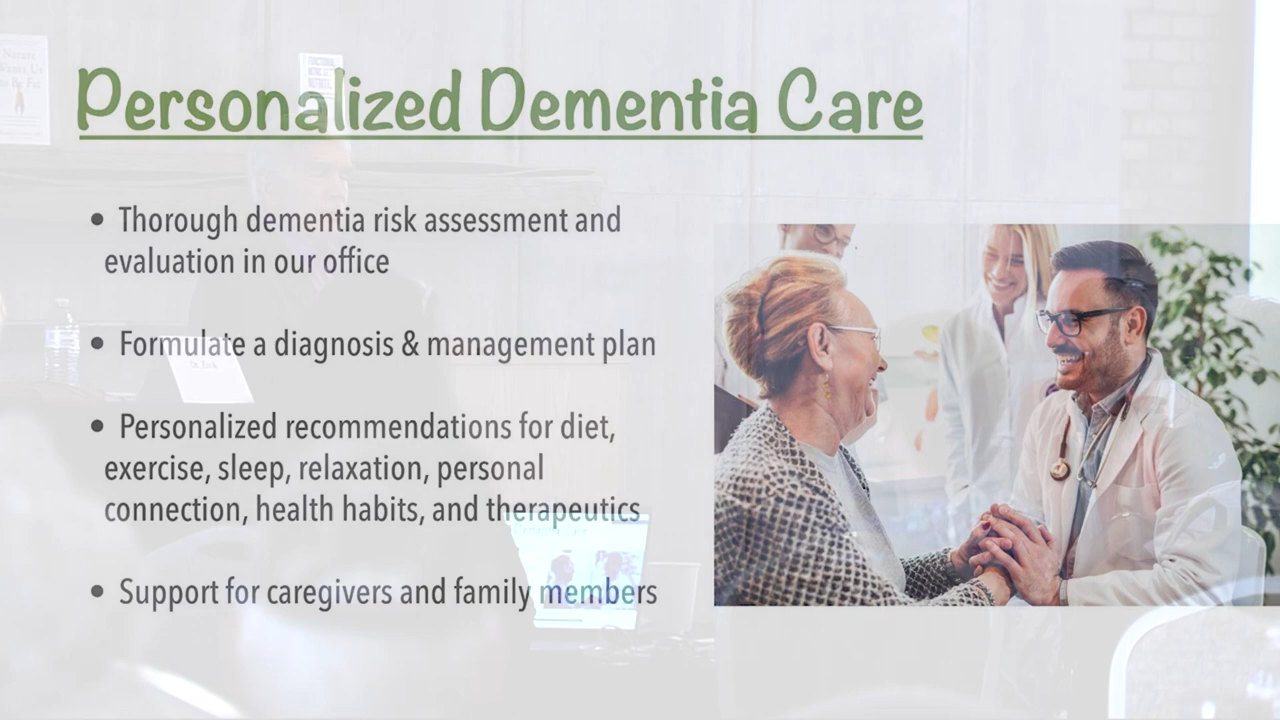 Personalized Dementia Care
• Thorough dementia risk assessment and
evaluation in our office
• Formulate a diagnosis & management plan
• Personalized recommendations for diet,
exercise, sleep, relaxation, personal
connection, health habits, and therapeutics
• Support for caregivers and family members